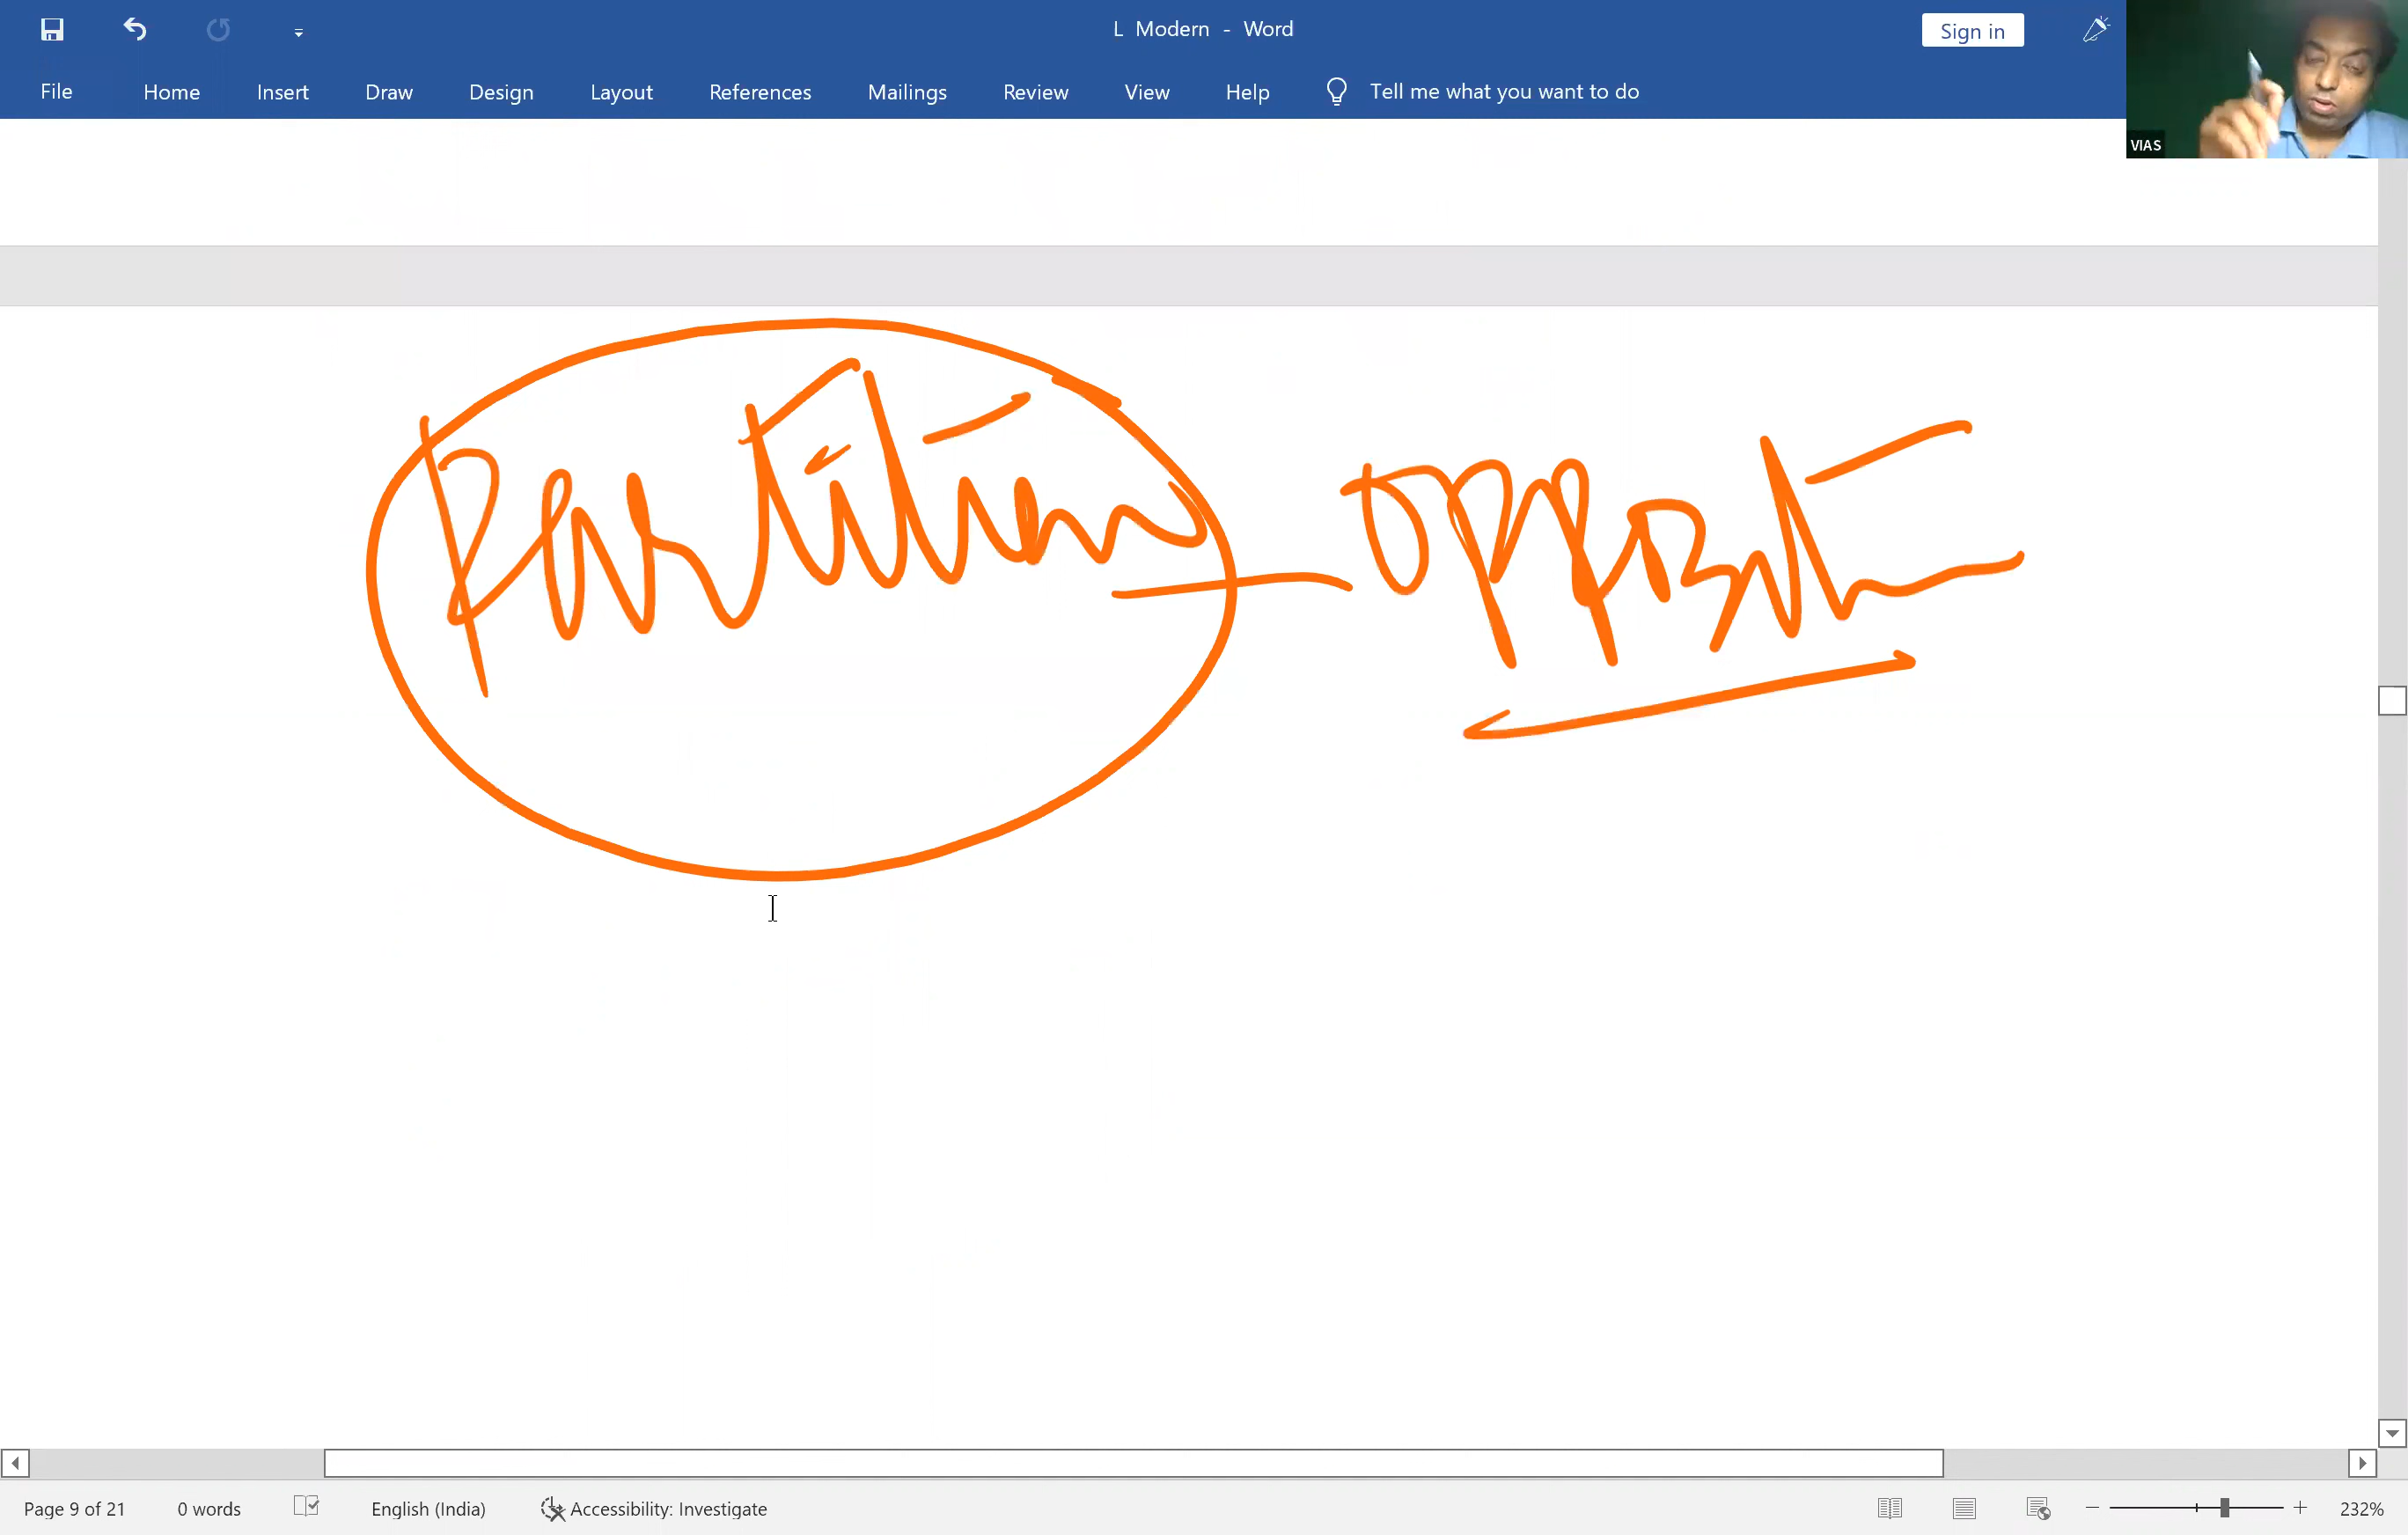 L Modern - Word
Sign in
File Home Insert Draw Design Layout References Mailings Review View Help Tell me what you want to do
VIAS
Partition —
Page 9 of 21 0 words English (India) Accessibility: Investigate 232%